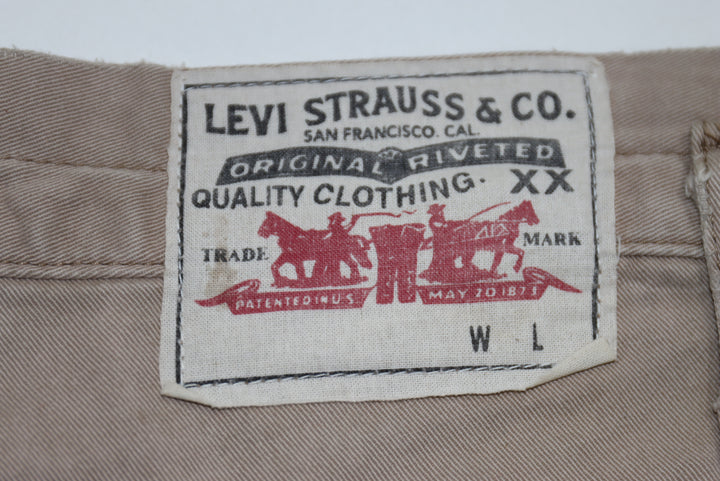 LEVI STRAUSS & CO.
SAN FRANCISCO. CAL.
ORIGINAL RIVETED
QUALITY CLOTHING. XX
TRADE MARK
PATENTED IN U.S. MAY 20 1873
W L